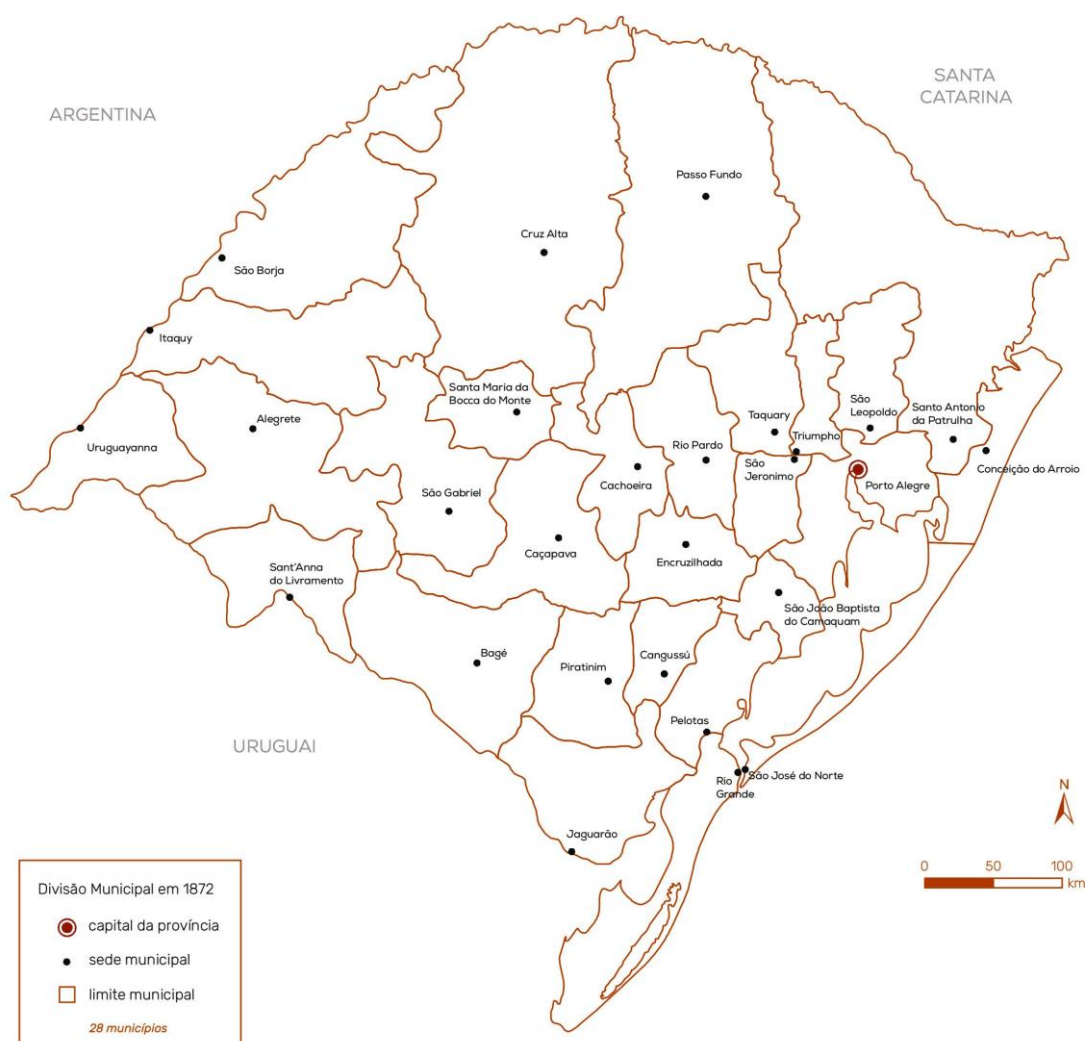 ARGENTINA
SANTA
CATARINA
Passo Fundo
Cruz Alta
São Borja
Itaquy
Santa Maria da
Bocca do Monte
Alegrete
Uruguayanna
São
Leopoldo
Taquary
Santo Antonio
da Patrulha
Triumpho
Rio Pardo
São
Jeronimo
Conceição do Arroio
Cachoeira
Porto Alegre
São Gabriel
Caçapava
Encruzilhada
Sant'Anna
do Livramento
São João Baptista
do Camaquam
Bagé
Piratinim
Cangussú
Pelotas
URUGUAI
São José do Norte
Rio
Grande
Jaguarão
N
0 50 100
km
Divisão Municipal em 1872
capital da província
sede municipal
limite municipal
28 municípios